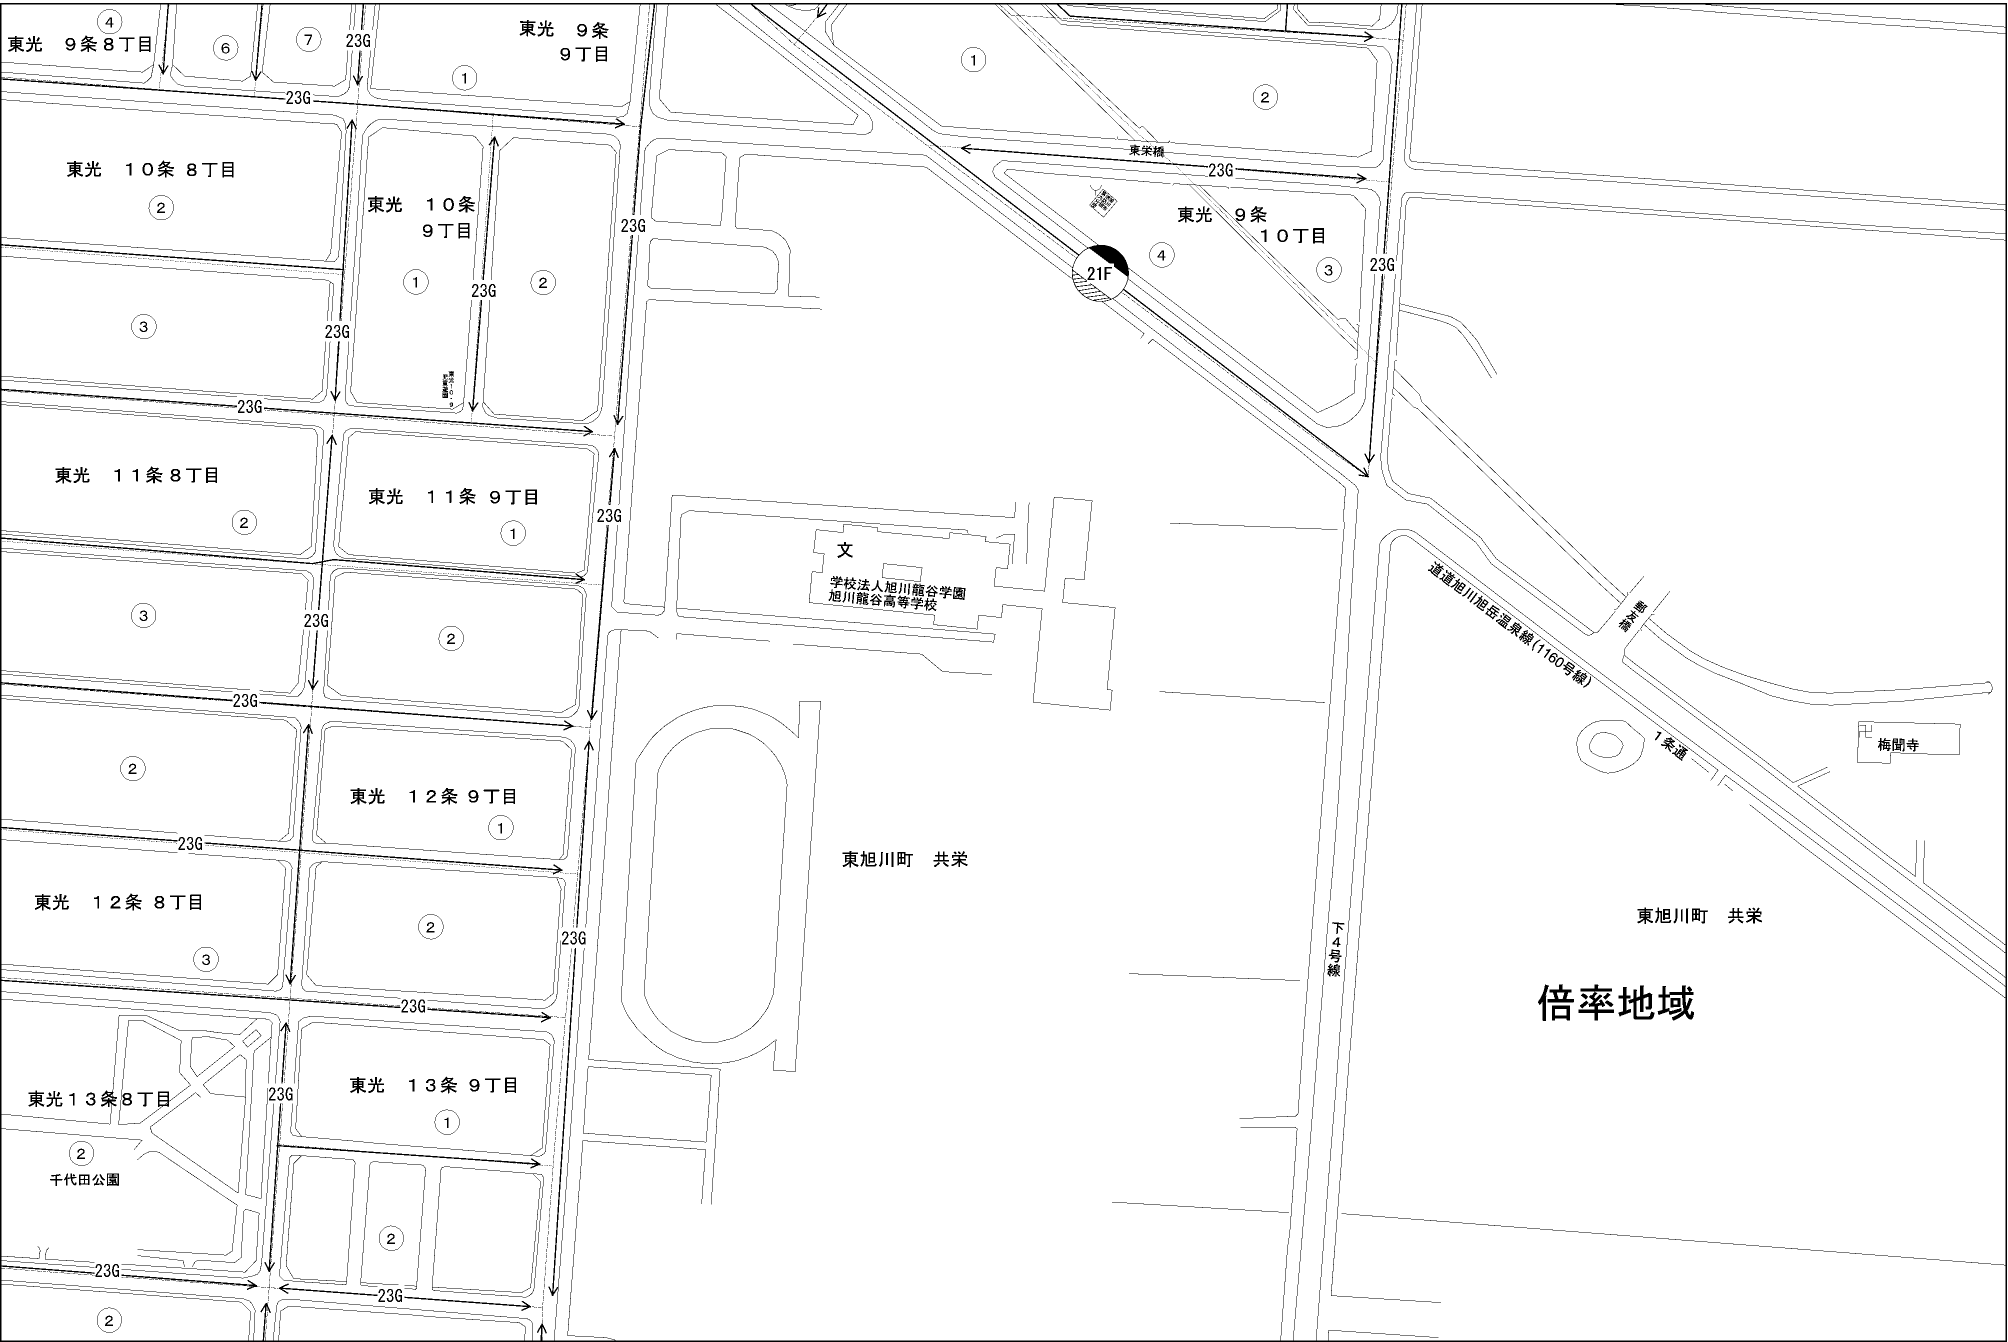 4
東光　9条8丁目
6
7
23G
東光　9条
9丁目
1
23G
1
2
東光　10条 8丁目
2
東光　10条
9丁目
1
23G
2
23G
東栄橋
23G
東光　9条
10丁目
4
3
23G
21F
3
23G
23G
東光　11条 8丁目
2
東光　11条 9丁目
1
23G
文
学校法人旭川龍谷学園
旭川龍谷高等学校
3
23G
2
道道旭川旭岳温泉線(1160号線)
郷友橋
23G
2
東光　12条 9丁目
1
1条通
卍
梅聞寺
23G
東光　12条 8丁目
3
2
23G
東旭川町　共栄
東旭川町　共栄
下4号線
倍率地域
23G
東光　13条 9丁目
1
23G
東光13条8丁目
2
千代田公園
2
23G
23G
2